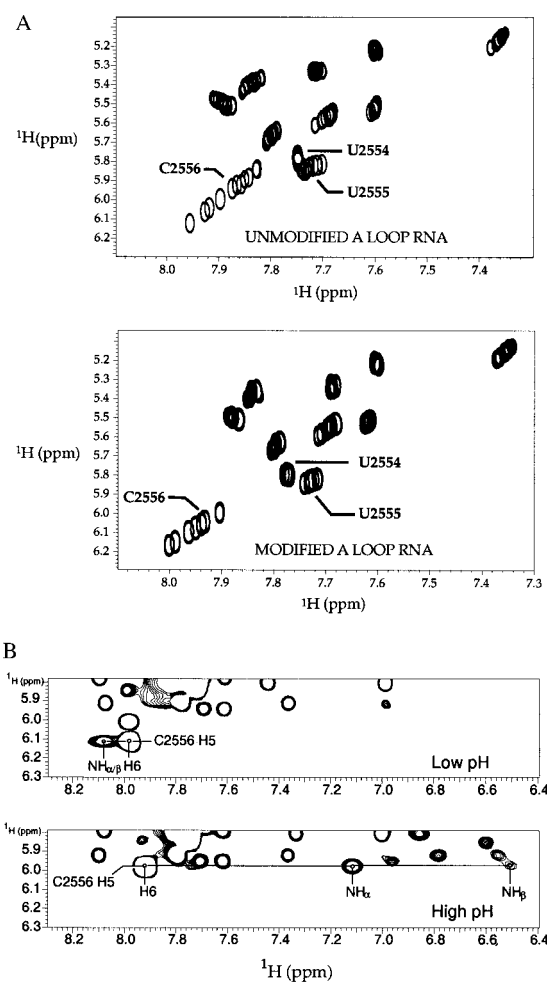 A
5.2
5.3
5.4
5.5
5.6
5.7
5.8
5.9
6.0
6.1
6.2
¹H(ppm)
C2556
U2554
U2555
UNMODIFIED A LOOP RNA
8.0 7.9 7.8 7.7 7.6 7.5 7.4
¹H (ppm)
5.2
5.3
5.4
5.5
5.6
5.7
5.8
5.9
6.0
6.1
6.2
¹H (ppm)
U2554
C2556
U2555
MODIFIED A LOOP RNA
8.0 7.9 7.8 7.7 7.6 7.5 7.4 7.3
¹H (ppm)
B
¹H (ppm)
5.9
6.0
6.1
6.2
6.3
C2556 H5
NHα/β H6
Low pH
8.2 8.0 7.8 7.6 7.4 7.2 7.0 6.8 6.6 6.4
¹H (ppm)
5.9
6.0
6.1
6.2
6.3
C2556 H5
H6
NHα
NHβ
High pH
8.2 8.0 7.8 7.6 7.4 7.2 7.0 6.8 6.6 6.4
¹H (ppm)